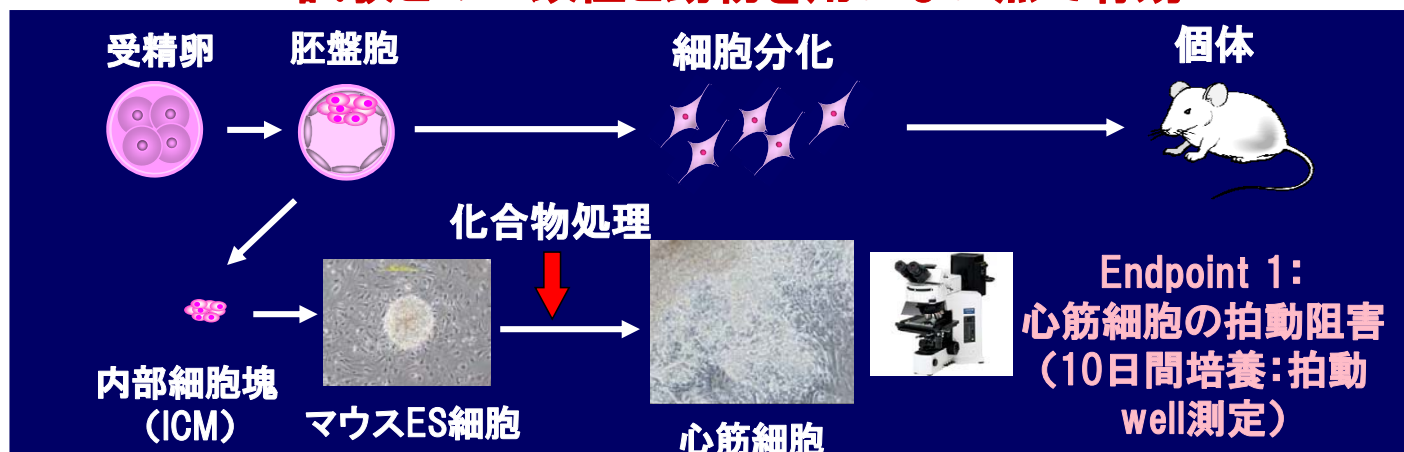 受精卵
胚盤胞
細胞分化
個体
化合物処理
Endpoint 1:
心筋細胞の拍動阻害
（10日間培養：拍動
well測定）
内部細胞塊
（ICM）
マウスES細胞
心筋細胞